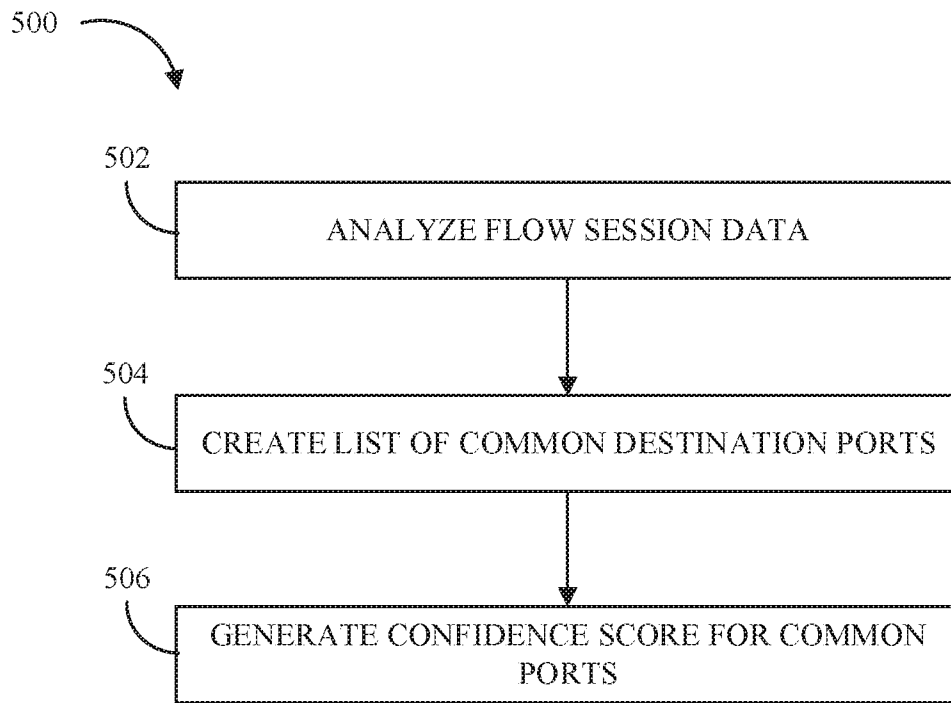 500
502
ANALYZE FLOW SESSION DATA
504
CREATE LIST OF COMMON DESTINATION PORTS
506
GENERATE CONFIDENCE SCORE FOR COMMON
PORTS